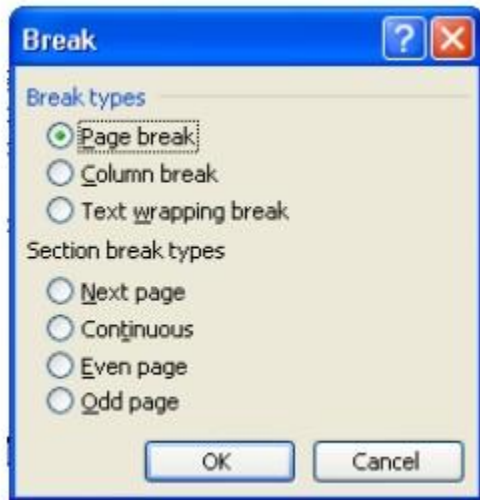 Break ?
Break types
Page break
Column break
Text wrapping break
Section break types
Next page
Continuous
Even page
Odd page
OK Cancel